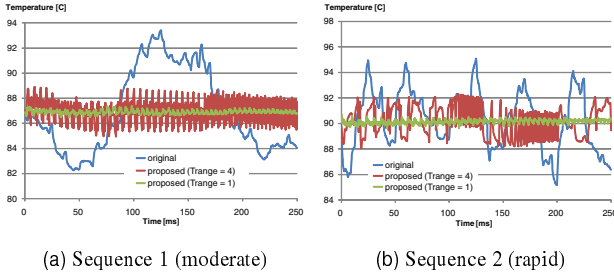 Temperature [C]
94
92
90
88
86
84
82
80
0
50
100
150
200
250
Time [ms]
original
proposed (Trange = 4)
proposed (Trange = 1)
(a) Sequence 1 (moderate)
Temperature [C]
98
96
94
92
90
88
86
84
0
50
100
150
200
250
Time [ms]
original
proposed (Trange = 4)
proposed (Trange = 1)
(b) Sequence 2 (rapid)